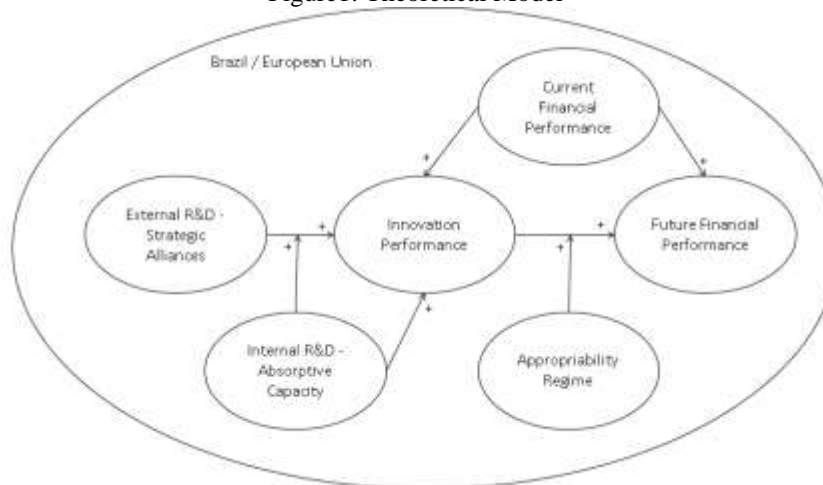 Figure1: Theoretical Model
Brazil / European Union
Current
Financial
Performance
+
+
External R&D -
Strategic
Alliances
+
+
Innovation
Performance
+
+
Future Financial
Performance
+
Internal R&D -
Absorptive
Capacity
Appropriability
Regime